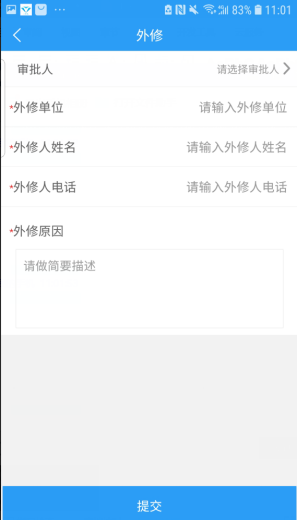 83% 11:01
外修
审批人 请选择审批人
*外修单位 请输入外修单位
*外修人姓名 请输入外修人姓名
*外修人电话 请输入外修人电话
*外修原因
请做简要描述
提交